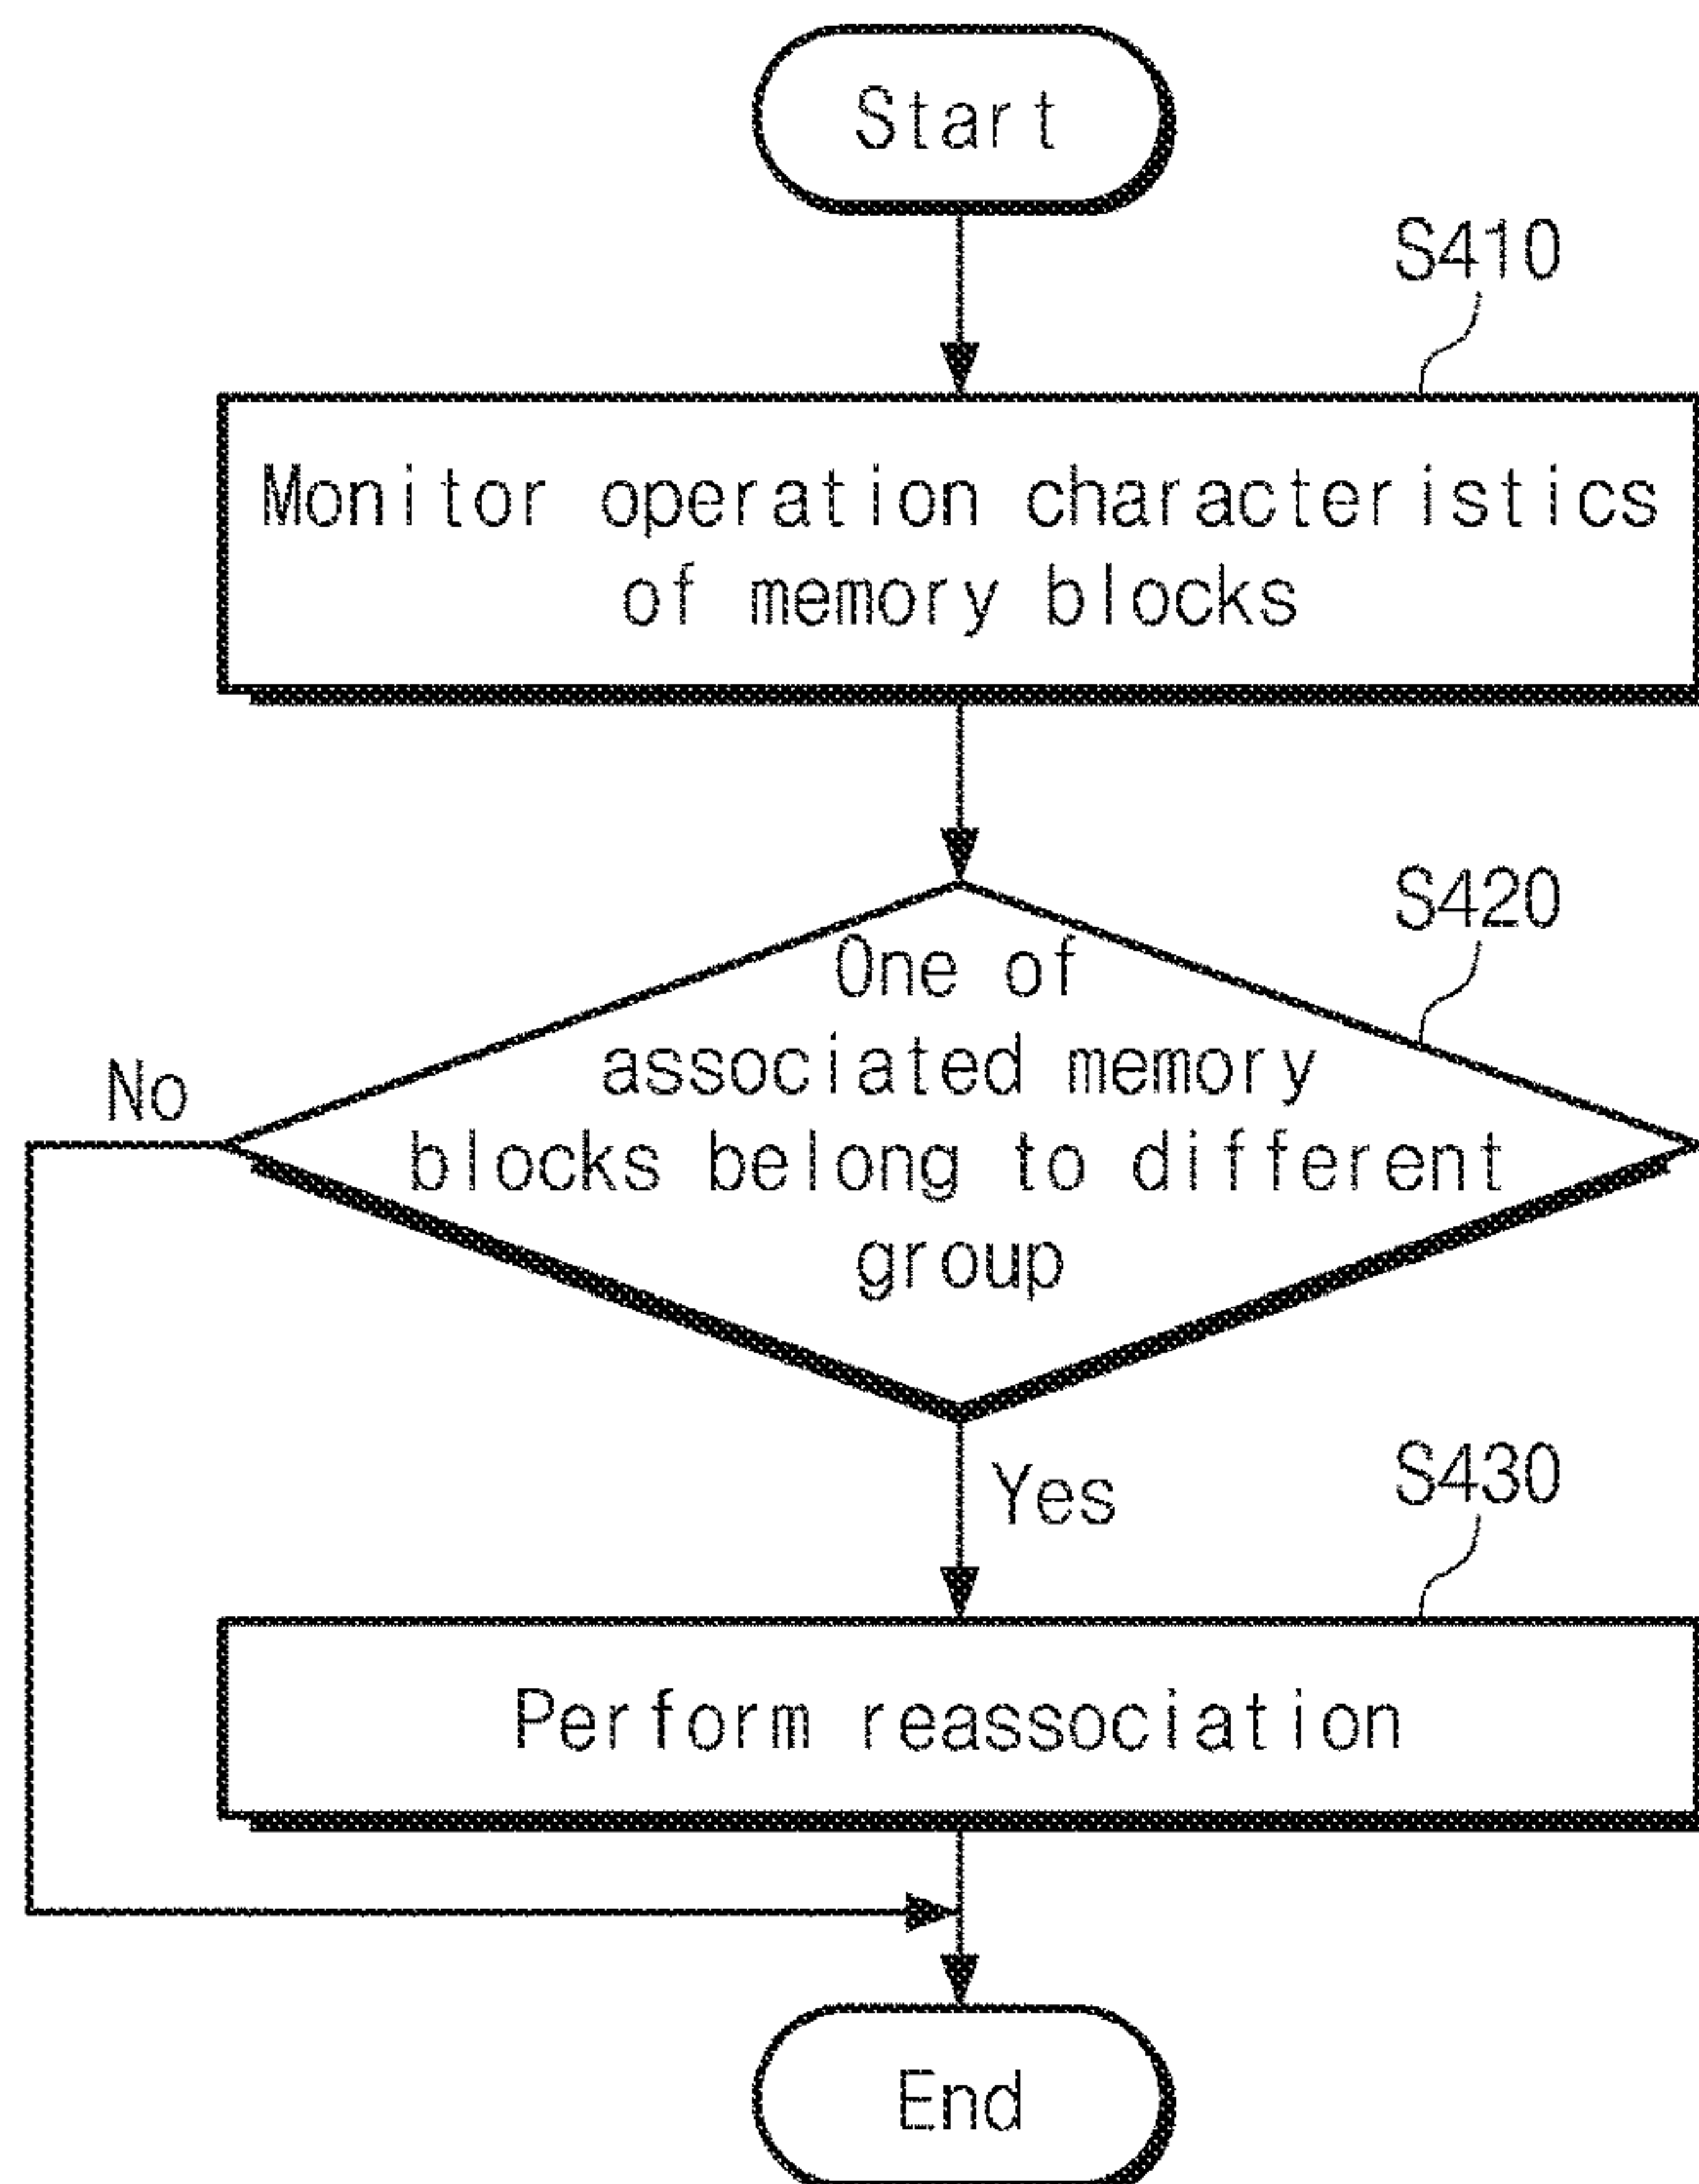 Start
S410
Monitor operation characteristics
of memory blocks
S420
One of
associated memory
blocks belong to different
group
No
Yes
S430
Perform reassociation
End